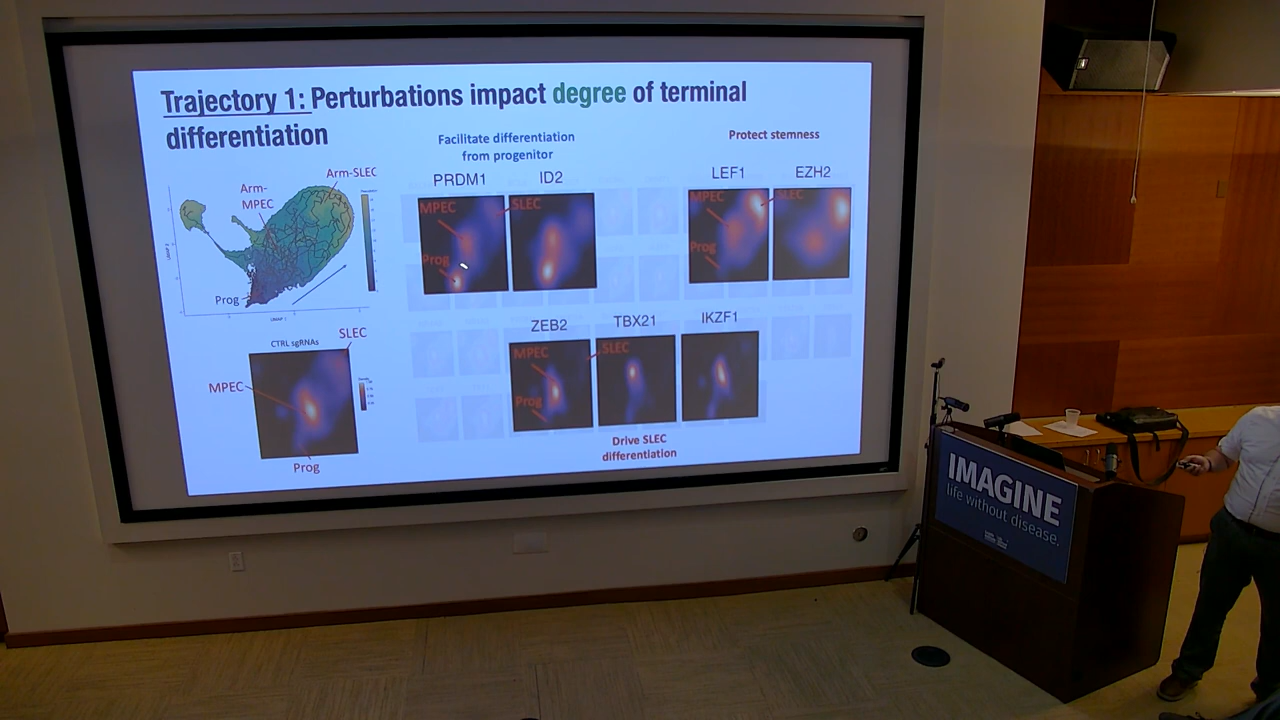 Trajectory 1: Perturbations impact degree of terminal
differentiation
Facilitate differentiation
from progenitor
Protect stemness
PRDM1
ID2
LEF1
EZH2
Arm-SLEC
Arm-
MPEC
Prog
MPEC
SLEC
Prog
MPEC
SLEC
Prog
UMAP 1
CTRL sgRNAs
SLEC
MPEC
Prog
ZEB2
TBX21
IKZF1
MPEC
SLEC
Prog
Drive SLEC
differentiation
IMAGINE
life without disease.